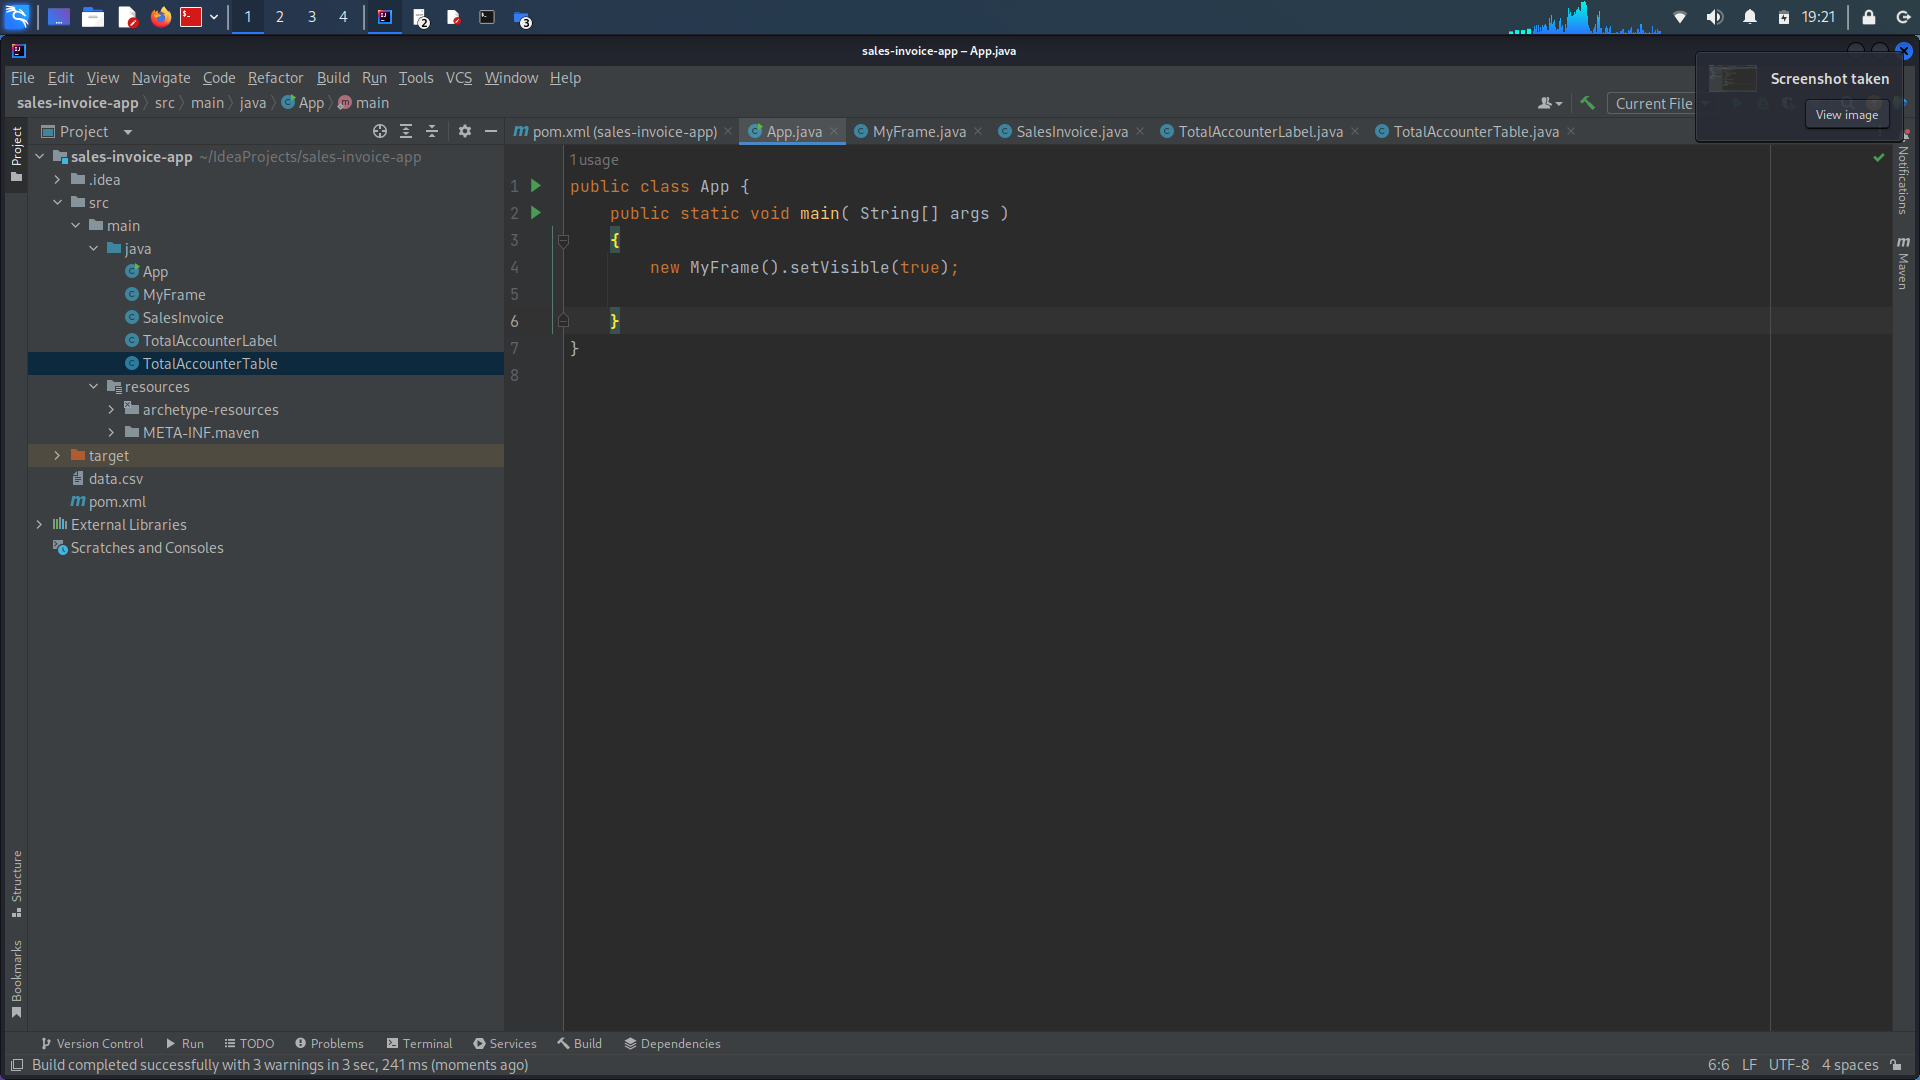 1 2 3 4 2 3 19:21
sales-invoice-app – App.java
Screenshot taken
View image
File Edit View Navigate Code Refactor Build Run Tools VCS Window Help
sales-invoice-app src main java App main Current File
Project
pom.xml (sales-invoice-app) App.java MyFrame.java SalesInvoice.java TotalAccounterLabel.java TotalAccounterTable.java
Project
Structure
Bookmarks
sales-invoice-app ~/IdeaProjects/sales-invoice-app
.idea
src
main
java
App
MyFrame
SalesInvoice
TotalAccounterLabel
TotalAccounterTable
resources
archetype-resources
META-INF.maven
target
data.csv
pom.xml
External Libraries
Scratches and Consoles
1 usage
1 public class App {
2 public static void main( String[] args )
3 {
4 new MyFrame().setVisible(true);
5
6 }
7 }
8
Notifications
Maven
Version Control Run TODO Problems Terminal Services Build Dependencies
Build completed successfully with 3 warnings in 3 sec, 241 ms (moments ago) 6:6 LF UTF-8 4 spaces